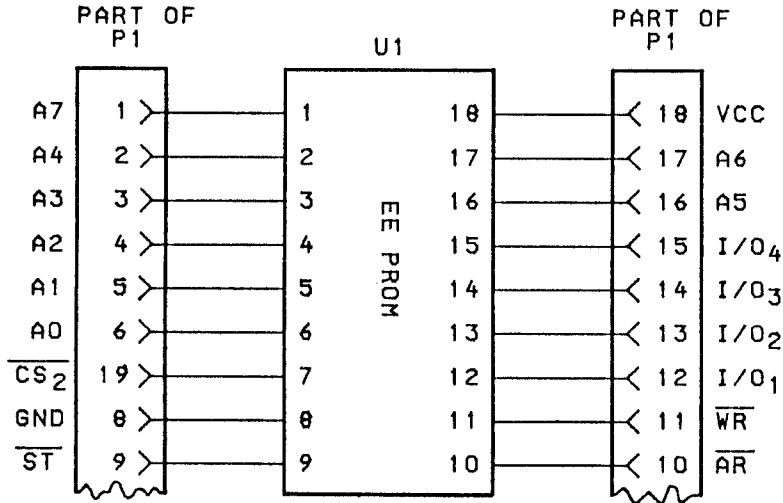 PART OF
P1
U1
PART OF
P1
A7 1 1 18 18 VCC
A4 2 2 17 17 A6
A3 3 3 16 16 A5
A2 4 4 15 15 I/O4
A1 5 5 14 14 I/O3
A0 6 6 13 13 I/O2
CS2 19 7 12 12 I/O1
GND 8 8 11 11 WR
ST 9 9 10 10 AR
EE PROM